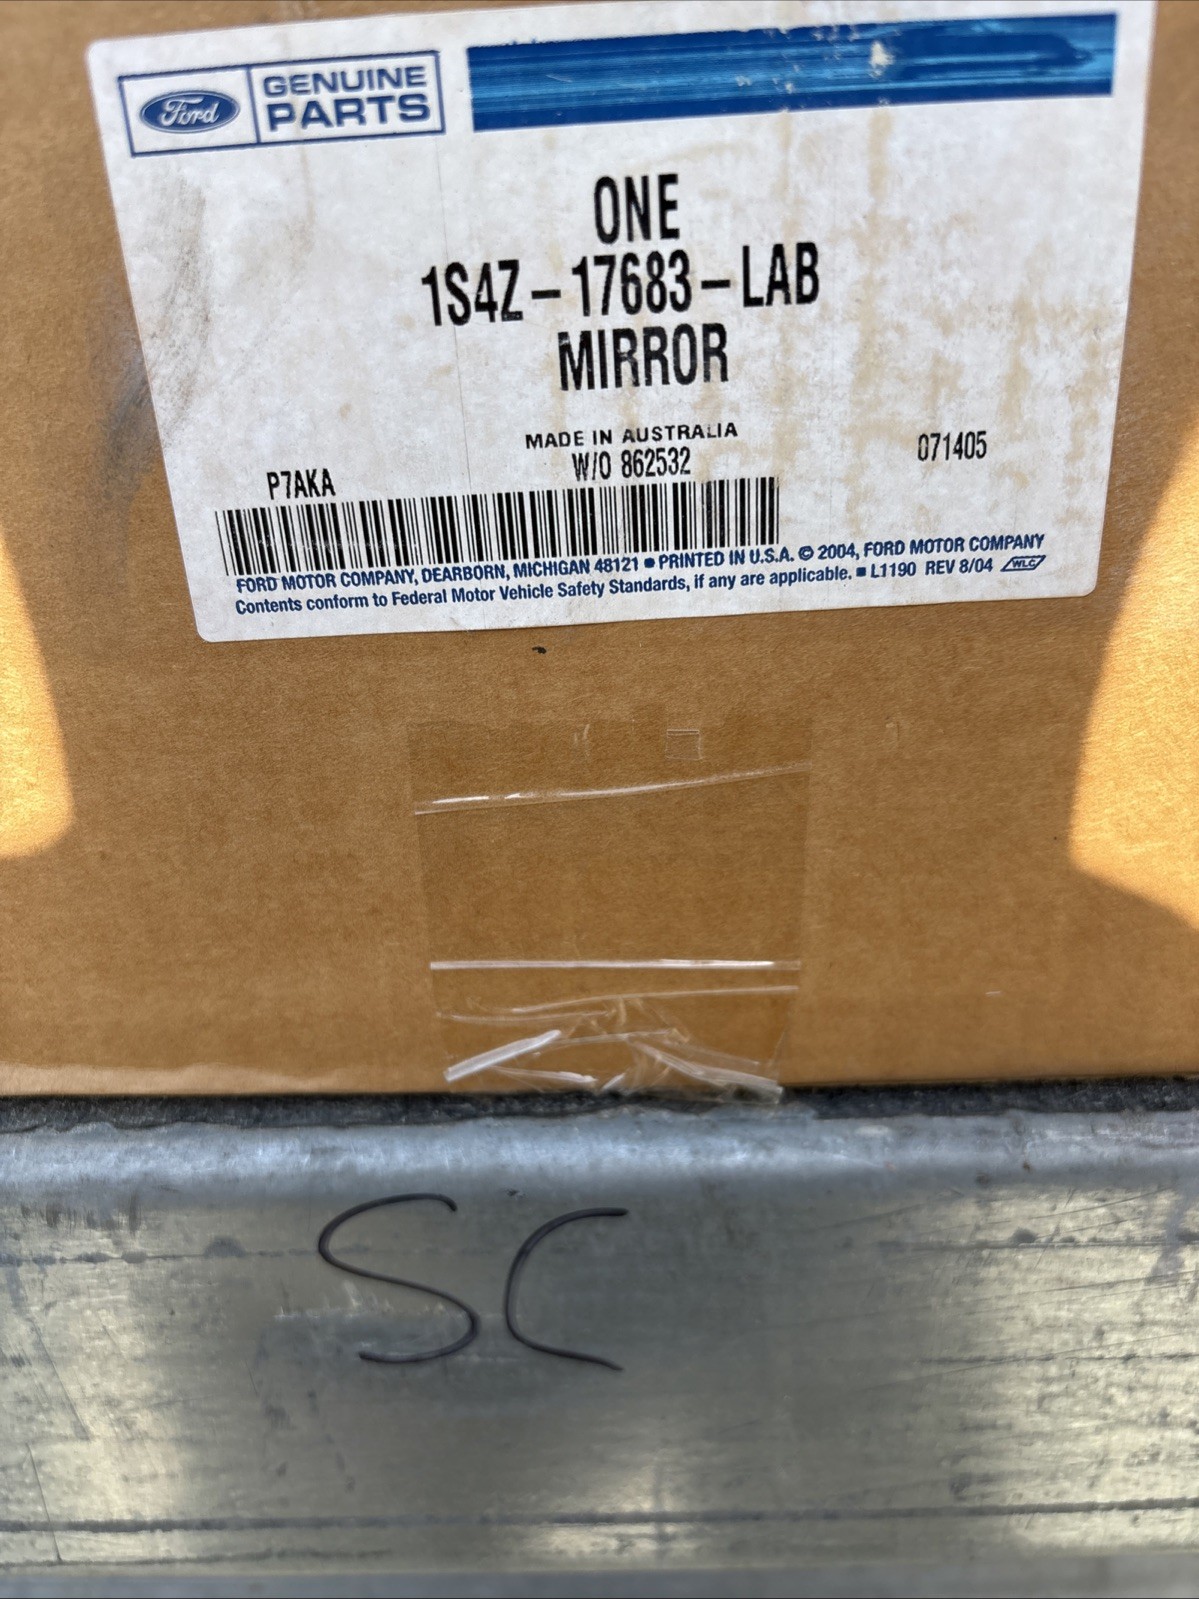 Ford
GENUINE
PARTS
ONE
1S4Z-17683-LAB
MIRROR
MADE IN AUSTRALIA
W/O 862532
071405
P7AKA
FORD MOTOR COMPANY, DEARBORN, MICHIGAN 48121 ■ PRINTED IN U.S.A. © 2004, FORD MOTOR COMPANY
Contents conform to Federal Motor Vehicle Safety Standards, if any are applicable. ■ L1190 REV 8/04 WLC
SC